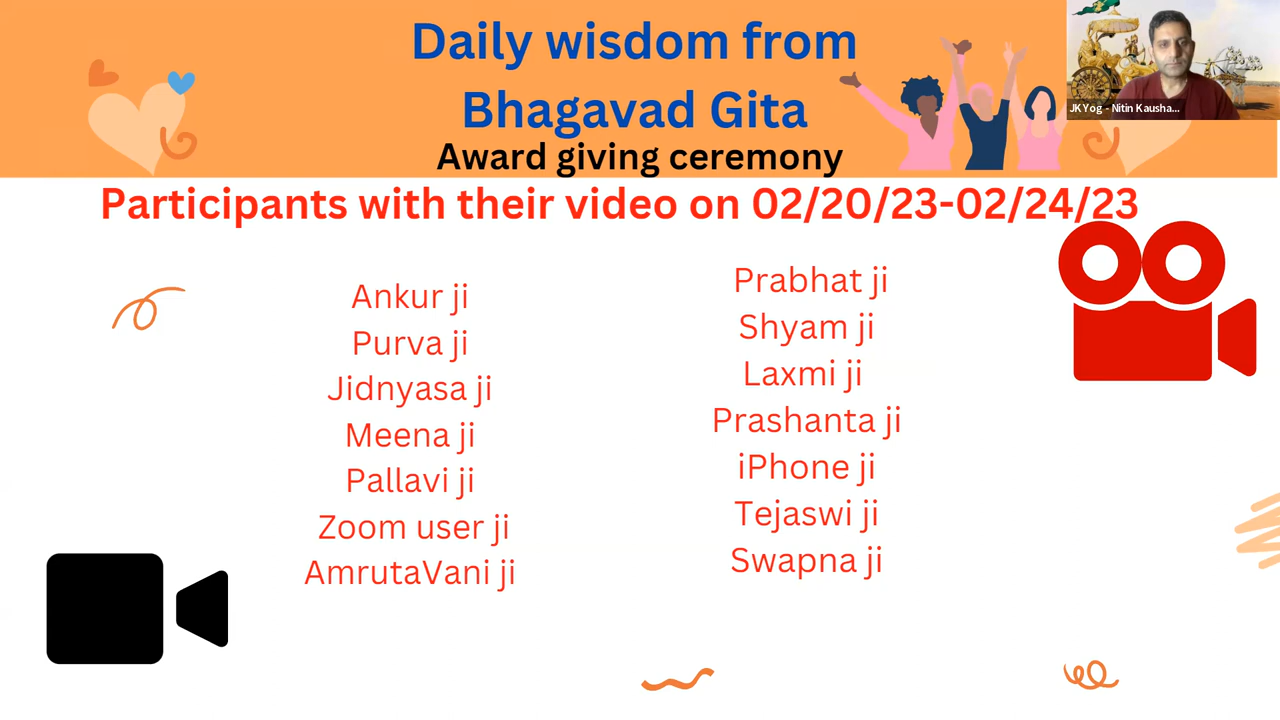 Daily wisdom from
Bhagavad Gita
Award giving ceremony
JKYog - Nitin Kausha...
Participants with their video on 02/20/23-02/24/23
Ankur ji
Purva ji
Jidnyasa ji
Meena ji
Pallavi ji
Zoom user ji
AmrutaVani ji
Prabhat ji
Shyam ji
Laxmi ji
Prashanta ji
iPhone ji
Tejaswi ji
Swapna ji